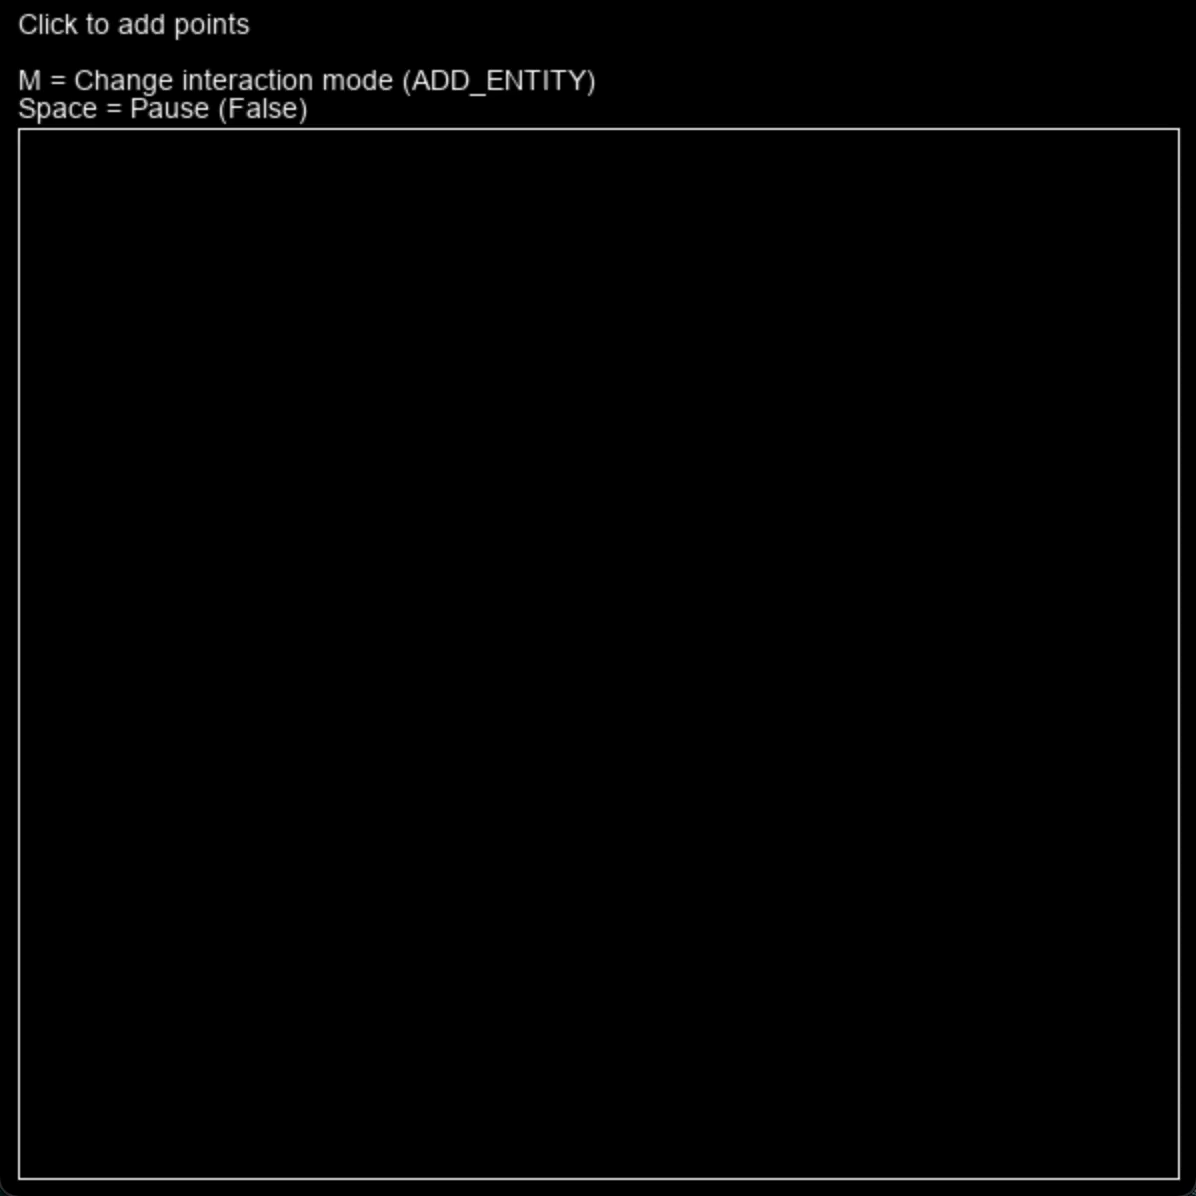 Click to add points
M = Change interaction mode (ADD_ENTITY)
Space = Pause (False)